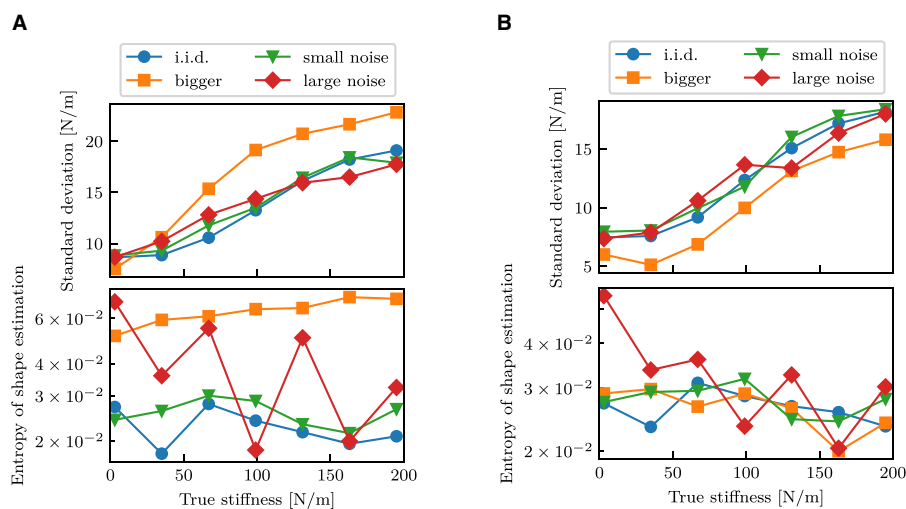 A
i.i.d.
bigger
small noise
large noise
Standard deviation [N/m]
20
15
10
Entropy of shape estimation
6 × 10⁻²
4 × 10⁻²
3 × 10⁻²
2 × 10⁻²
0 50 100 150 200
True stiffness [N/m]
B
i.i.d.
bigger
small noise
large noise
Standard deviation [N/m]
15
10
5
Entropy of shape estimation
4 × 10⁻²
3 × 10⁻²
2 × 10⁻²
0 50 100 150 200
True stiffness [N/m]